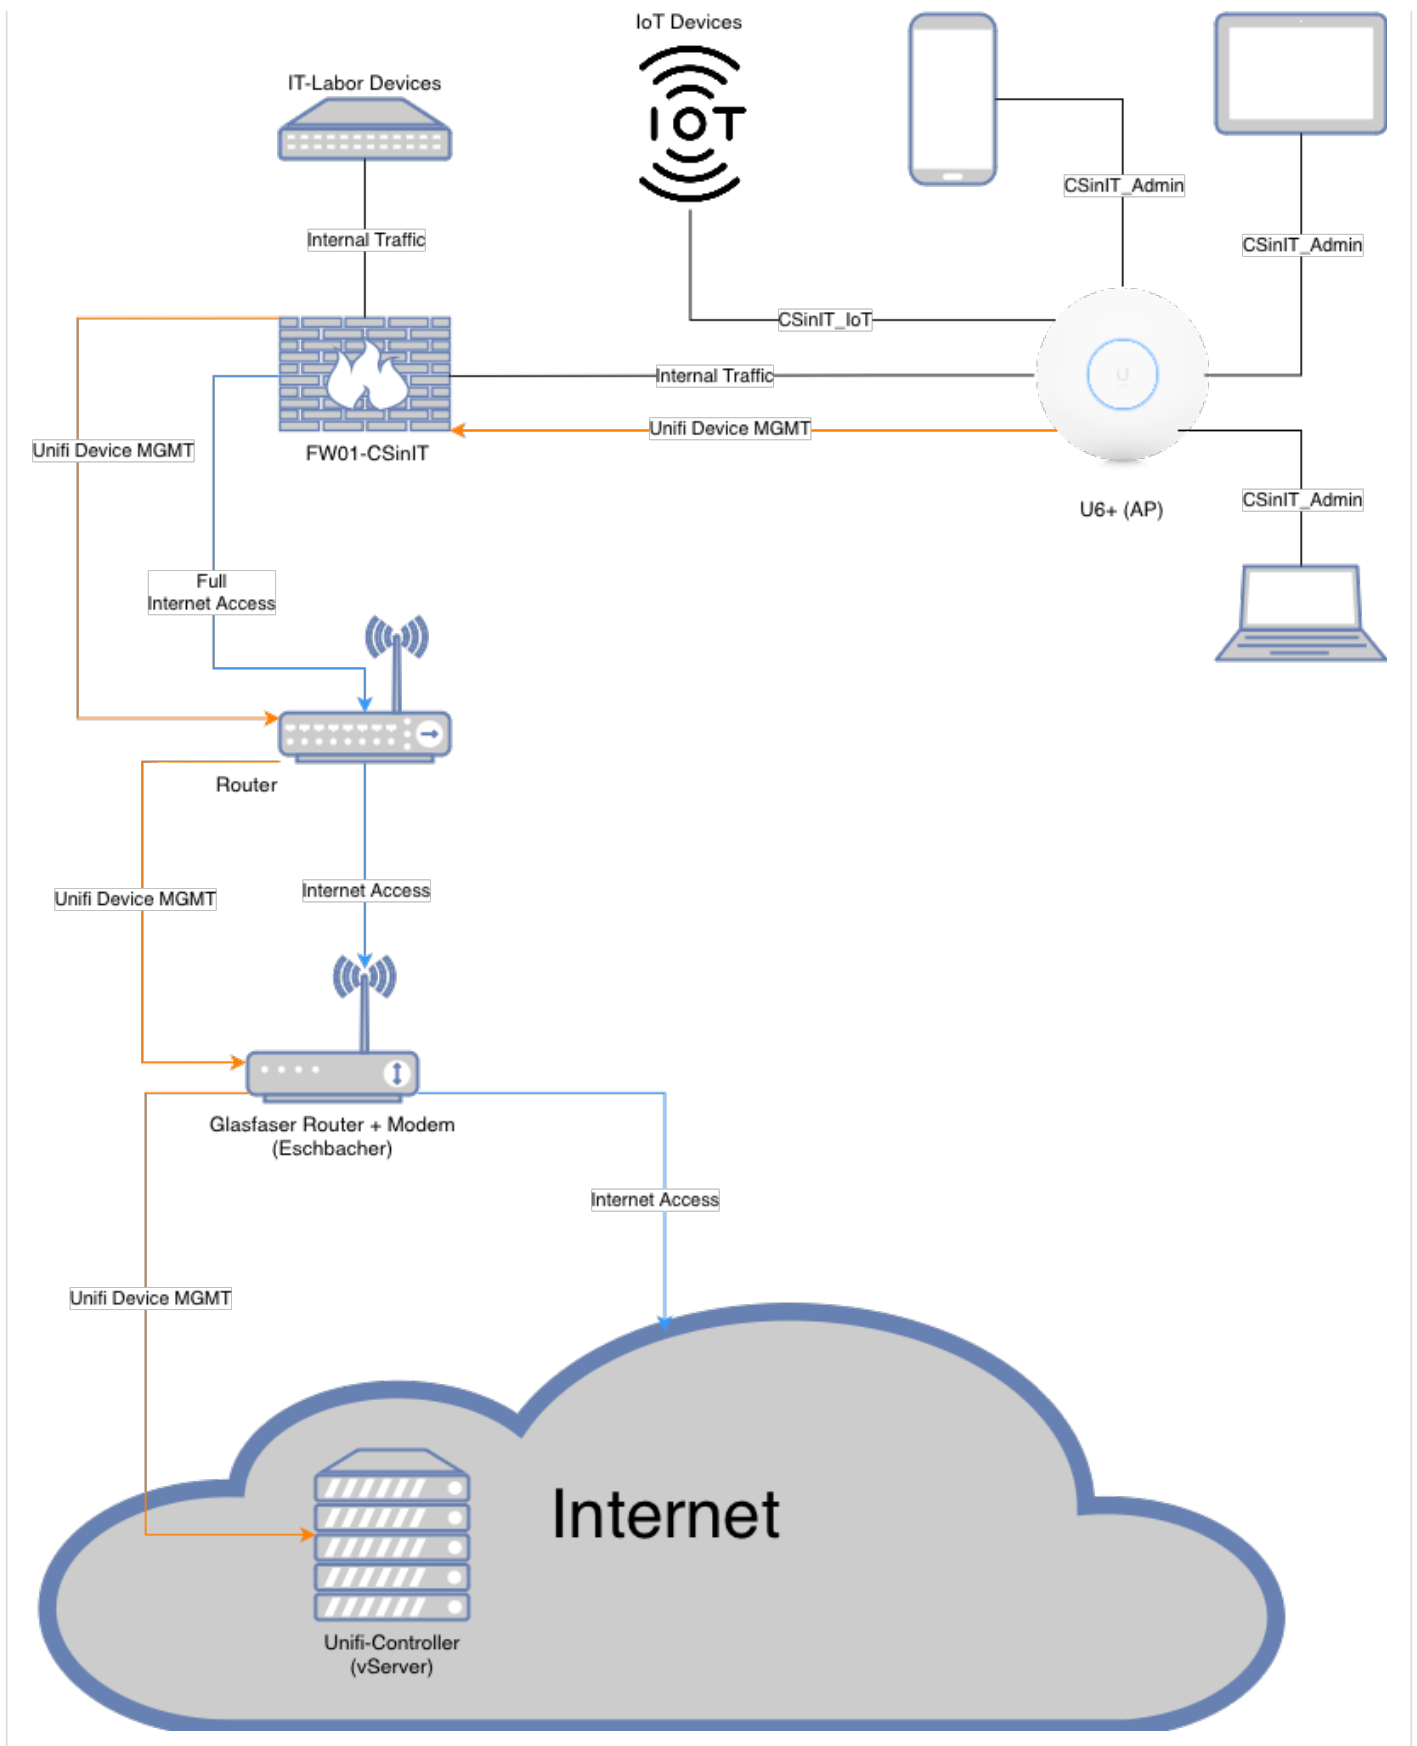 IoT Devices
IT-Labor Devices
IOT
CSinIT_Admin
Internal Traffic
CSinIT_Admin
CSinIT_IoT
Internal Traffic
Unifi Device MGMT
Unifi Device MGMT
FW01-CSinIT
U
CSinIT_Admin
U6+ (AP)
Full
Internet Access
Router
Internet Access
Unifi Device MGMT
Glasfaser Router + Modem
(Eschbacher)
Internet Access
Unifi Device MGMT
Internet
Unifi-Controller
(vServer)